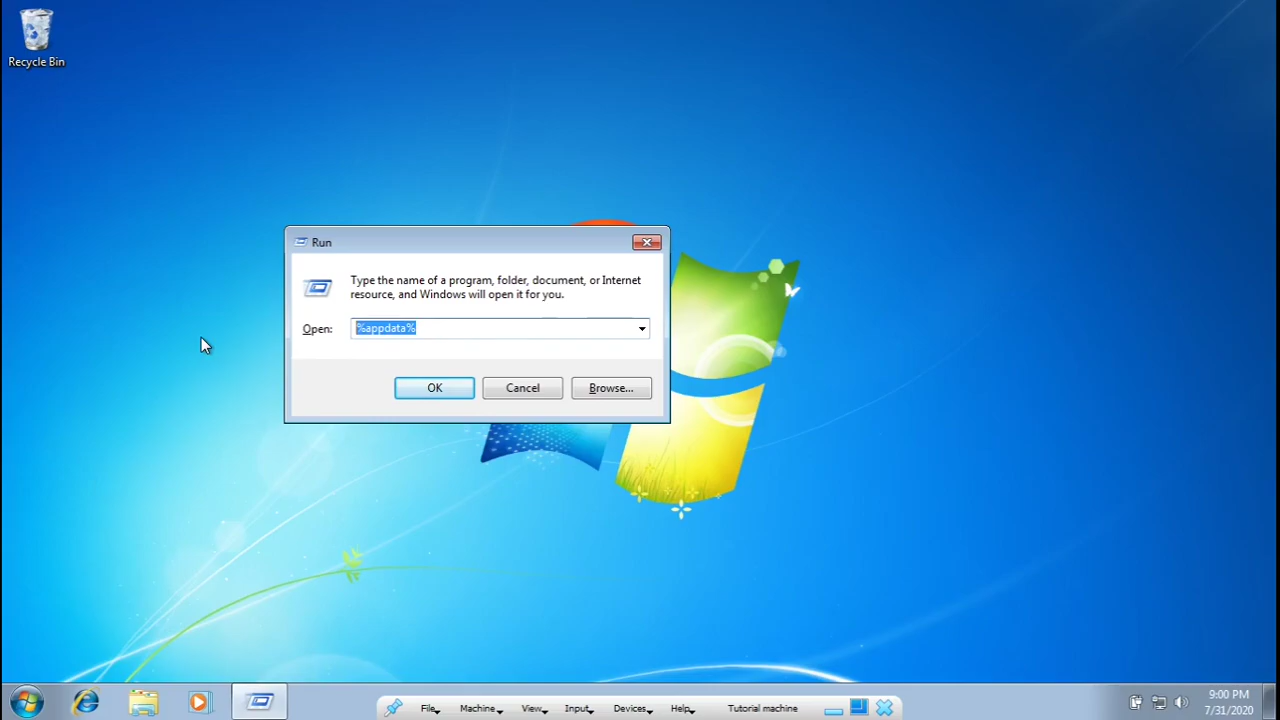 Recycle Bin
Run
Type the name of a program, folder, document, or Internet
resource, and Windows will open it for you.
Open:
%appdata%
OK
Cancel
Browse...
File
Machine
View
Input
Devices
Help
Tutorial machine
9:00 PM
7/31/2020